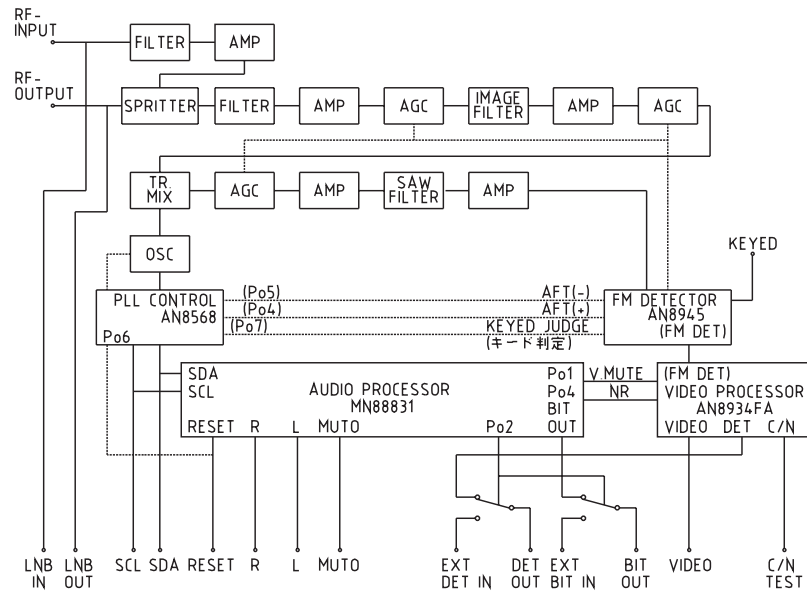 RF-
INPUT
FILTER
AMP
RF-
OUTPUT
SPRITTER
FILTER
AMP
AGC
IMAGE
FILTER
AMP
AGC
TR.
MIX
AGC
AMP
SAW
FILTER
AMP
OSC
KEYED
PLL CONTROL
AN8568
Po6
(Po5)
(Po4)
(Po7)
AFT(-)
AFT(+)
KEYED JUDGE
(キード判定)
FM DETECTOR
AN8945
(FM DET)
SDA
SCL
AUDIO PROCESSOR
MN88831
Po1
Po4
BIT
OUT
RESET R L MUTO Po2
V.MUTE
NR
(FM DET)
VIDEO PROCESSOR
AN8934FA
VIDEO DET C/N
LNB
IN
LNB
OUT
SCL
SDA
RESET
R
L
MUTO
EXT
DET IN
DET
OUT
EXT
BIT IN
BIT
OUT
VIDEO
C/N
TEST